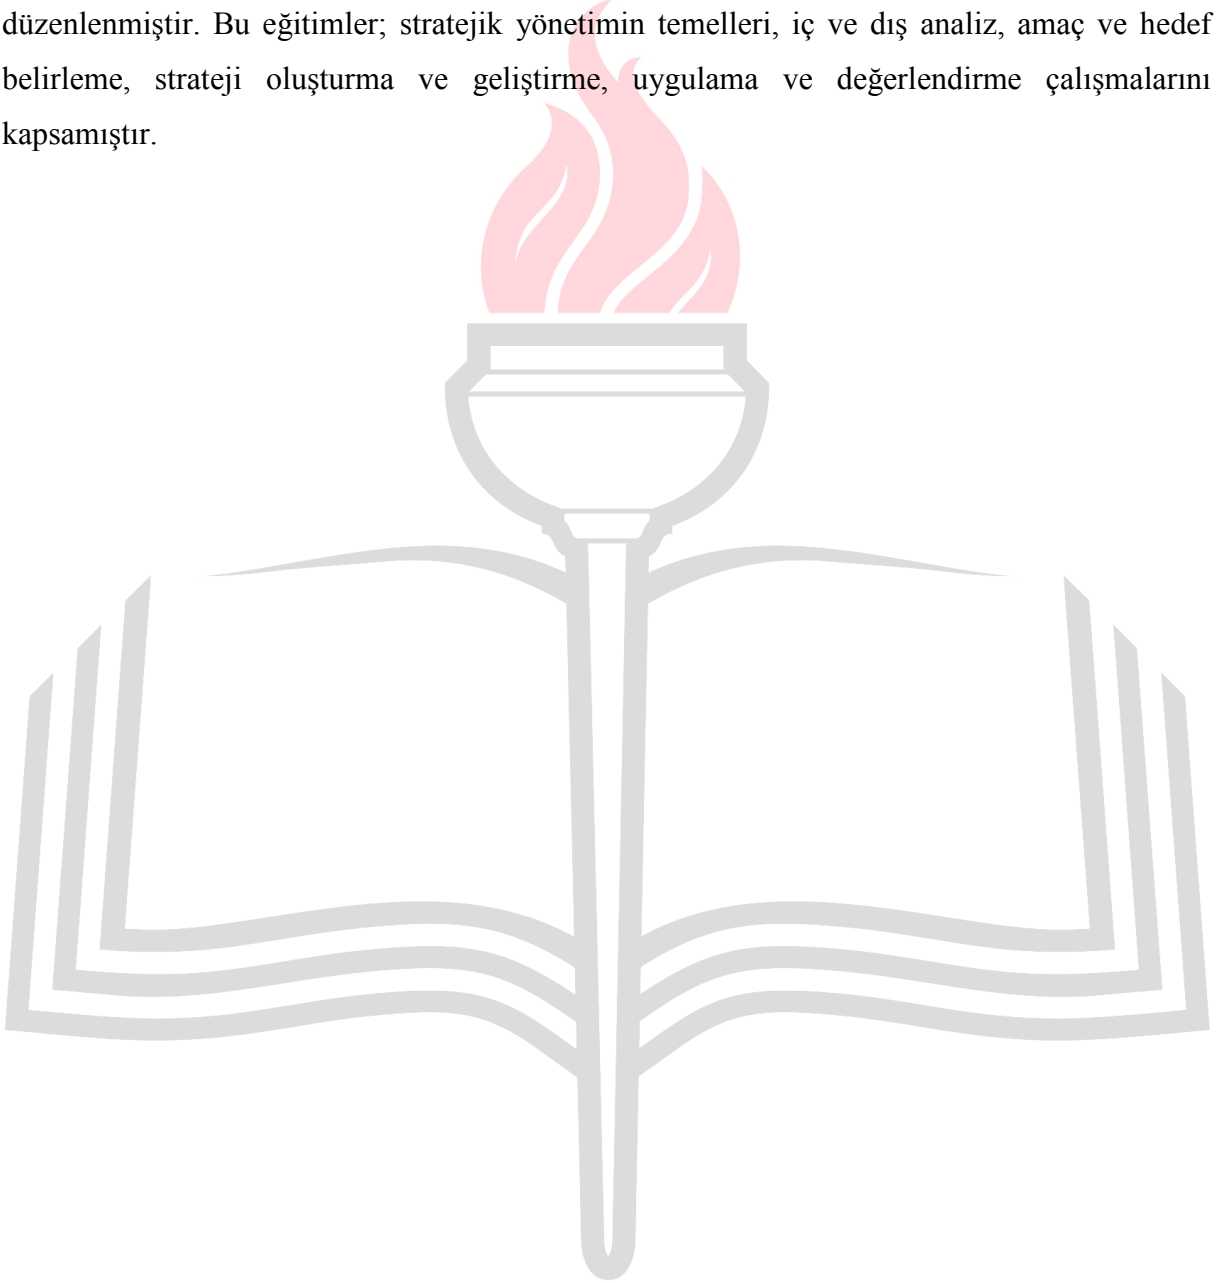 düzenlenmiştir. Bu eğitimler; stratejik yönetimin temelleri, iç ve dış analiz, amaç ve hedef
belirleme, strateji oluşturma ve geliştirme, uygulama ve değerlendirme çalışmalarını
kapsamıştır.